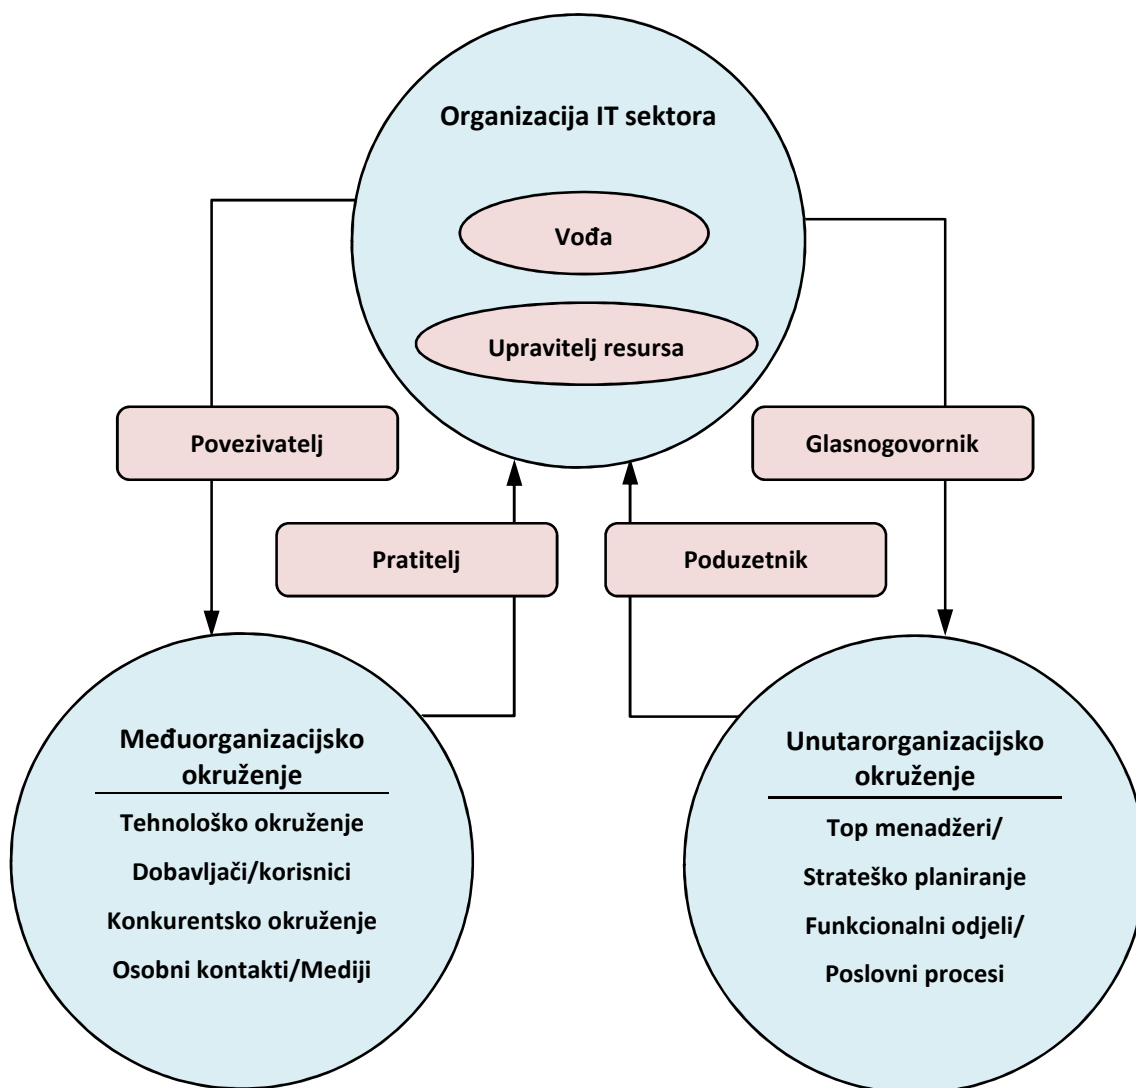 Organizacija IT sektora
Vođa
Upravitelj resursa
Povezivatelj
Glasnogovornik
Pratitelj
Poduzetnik
Međuorganizacijsko
okruženje
Tehnološko okruženje
Dobavljači/korisnici
Konkurentsko okruženje
Osobni kontakti/Mediji
Unutarorganizacijsko
okruženje
Top menadžeri/
Strateško planiranje
Funkcionalni odjeli/
Poslovni procesi